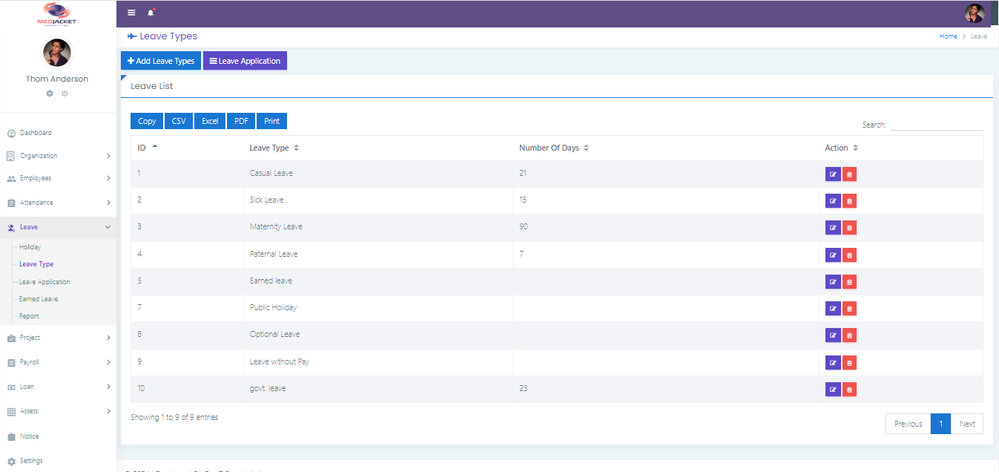 MEDJACKET
Thom Anderson
Dashboard
Organization
Employees
Attendance
Leave
Holiday
Leave Type
Leave Application
Earned Leave
Report
Project
Payroll
Loan
Assets
Notice
Settings
Leave Types
Home > Leave
Add Leave Types
Leave Application
Leave List
Copy CSV Excel PDF Print
Search:
ID Leave Type Number Of Days Action
1 Casual Leave 21
2 Sick Leave 15
3 Maternity Leave 90
4 Paternal Leave 7
5 Earned leave
7 Public Holiday
8 Optional Leave
9 Leave without Pay
10 govt. leave 23
Showing 1 to 9 of 9 entries
Previous 1 Next